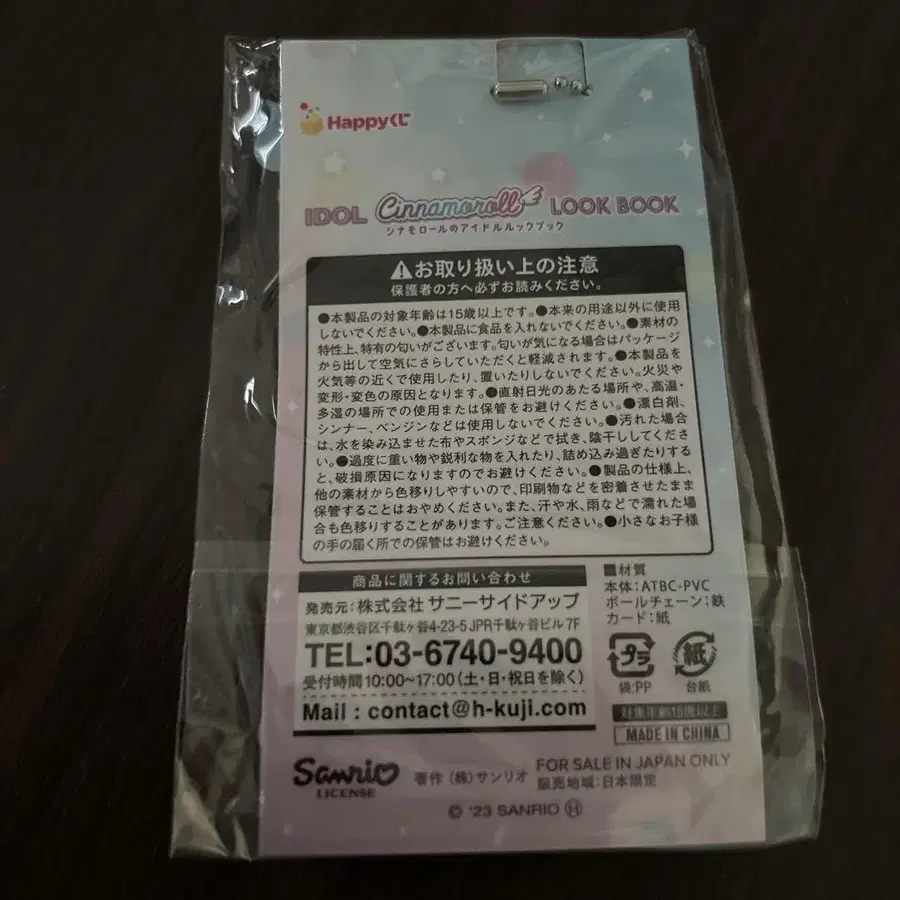 Happyくじ
IDOL Cinnamoroll LOOK BOOK
シナモロールのアイドルルックブック
お取り扱い上の注意
保護者の方へ必ずお読みください。
●本製品の対象年齢は15歳以上です。●本来の用途以外に使用
しないでください。●本製品に食品を入れないでください。●素材の
特性上、特有の匂いがございます。匂いが気になる場合はパッケージ
から出して空気にさらしていただくと軽減されます。●本製品を
火気等の近くで使用したり、置いたりしないでください。火災や
変形・変色の原因となります。●直射日光のあたる場所や、高温・
多湿の場所での使用または保管をお避けください。●漂白剤、
シンナー、ベンジンなどは使用しないでください。●汚れた場合
は、水を染み込ませた布やスポンジなどで拭き、陰干ししてくださ
い。●過度に重い物や鋭利な物を入れたり、詰め込み過ぎたりする
と、破損原因になりますのでお避けください。●製品の仕様上、
他の素材から色移りしやすいので、印刷物などを密着させたまま
保管することはおやめください。また、汗や水、雨などで濡れた場
合も色移りすることがあります。ご注意ください。●小さなお子様
の手の届く所での保管はお避けください。
商品に関するお問い合わせ
発売元:株式会社 サニーサイドアップ
東京都渋谷区千駄ヶ谷4-23-5 JPR千駄ヶ谷ビル 7F
TEL:03-6740-9400
受付時間 10:00~17:00(土・日・祝日を除く)
Mail : contact@h-kuji.com
■材質
本体:ATBC-PVC
ボールチェーン:鉄
カード:紙
プラ 紙
袋:PP 台紙
対象年齢15歳以上
MADE IN CHINA
Sanrio
LICENSE
著作 (株)サンリオ
FOR SALE IN JAPAN ONLY
販売地域:日本限定
© '23 SANRIO Ⓗ